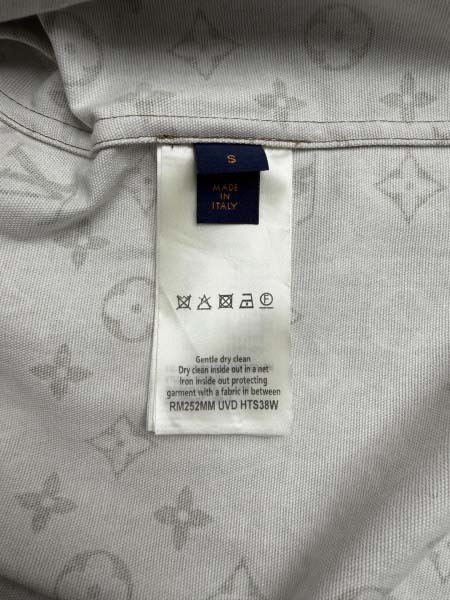 S
MADE
IN
ITALY
Gentle dry clean
Dry clean inside out in a net
Iron inside out protecting
garment with a fabric in between
RM252MM UVD HTS38W